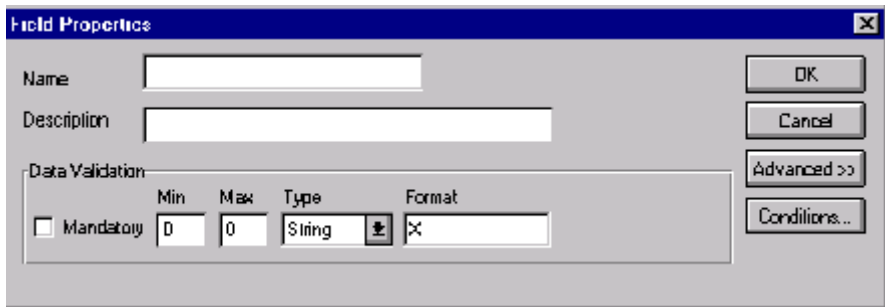 Field Properties
Name
OK
Description
Cancel
Data Validation
Advanced >>
Min Max Type Format
Mandatory 0 0 String X
Conditions...